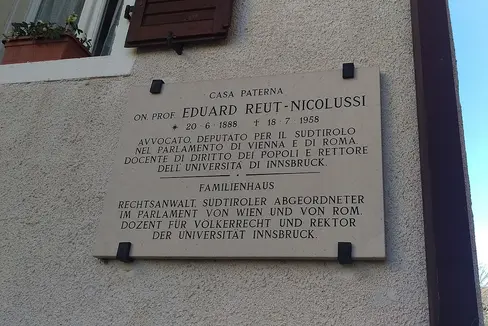 CASA PATERNA
ON PROF. EDUARD REUT-NICOLUSSI
* 20·6·1888 † 18·7·1958
AVVOCATO, DEPUTATO PER IL SUDTIROLO
NEL PARLAMENTO DI VIENNA E DI ROMA.
DOCENTE DI DIRITTO DEI POPOLI E RETTORE
DELL'UNIVERSITÀ DI INNSBRUCK.
FAMILIENHAUS
RECHTSANWALT, SÜDTIROLER ABGEORDNETER
IM PARLAMENT VON WIEN UND VON ROM.
DOZENT FÜR VÖLKERRECHT UND REKTOR
DER UNIVERSITÄT INNSBRUCK.